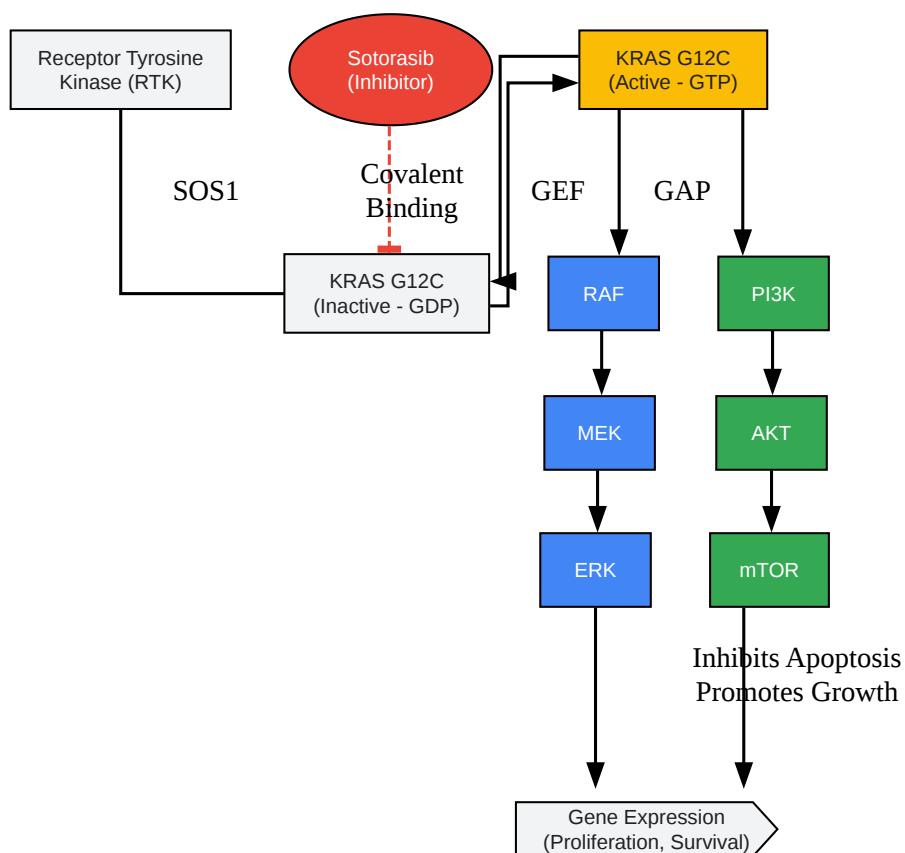 Receptor Tyrosine
Kinase (RTK)
Sotorasib
(Inhibitor)
KRAS G12C
(Active - GTP)
SOS1
Covalent
Binding
GEF
GAP
KRAS G12C
(Inactive - GDP)
RAF
PI3K
MEK
AKT
ERK
mTOR
Inhibits Apoptosis
Promotes Growth
Gene Expression
(Proliferation, Survival)